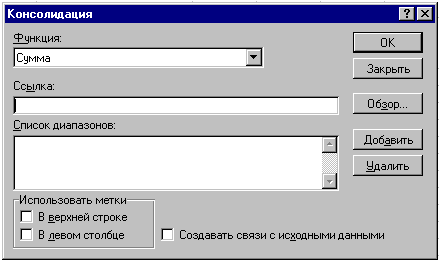 Консолидация
Функция:
Сумма
OK
Закрыть
Ссылка:
Обзор...
Список диапазонов:
Добавить
Удалить
Использовать метки
В верхней строке
В левом столбце
Создавать связи с исходными данными